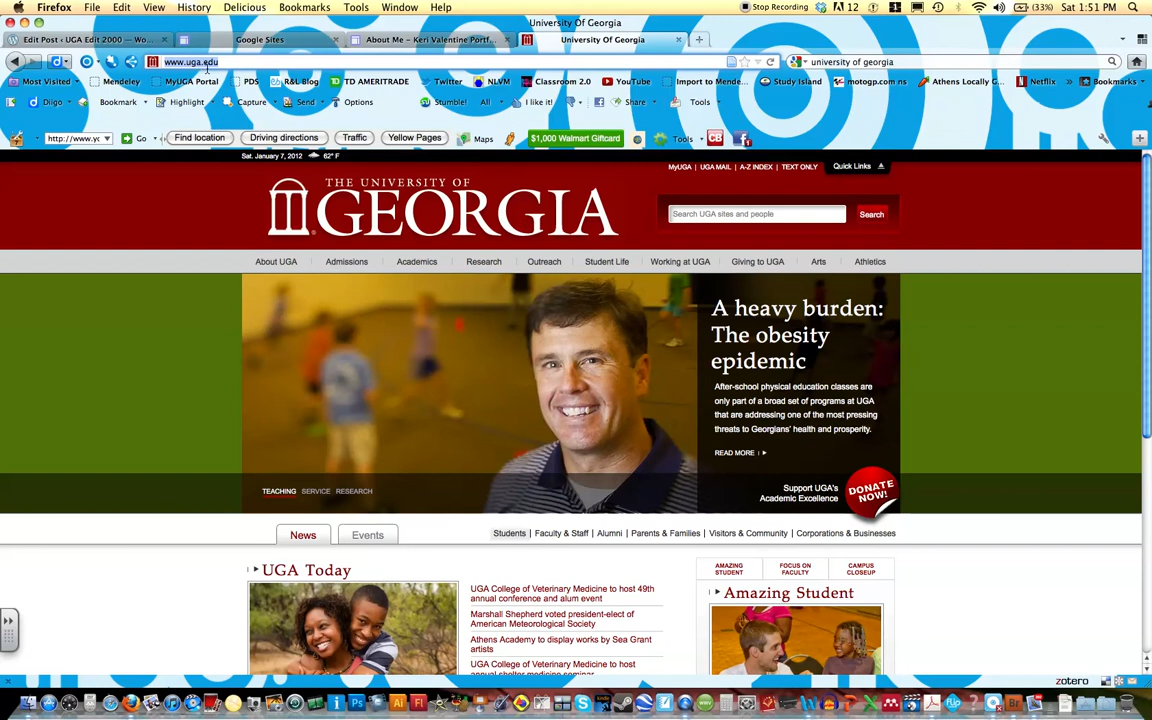 Firefox File Edit View History Delicious Bookmarks Tools Window Help Stop Recording 12 (33%) Sat 1:51 PM
University Of Georgia
Edit Post ‹ UGA Edit 2000 — Wo... Google Sites About Me – Keri Valentine Portf... University Of Georgia
www.uga.edu university of georgia
Most Visited Mendeley MyUGA Portal PDS R&L Blog TD AMERITRADE Twitter NLVM Classroom 2.0 YouTube Import to Mende... Study Island motogp.com ns Athens Locally G... Netflix Bookmarks
Diigo Bookmark Highlight Capture Send Options Stumble! All I like it! Share Tools
http://www.yo Go Find location Driving directions Traffic Yellow Pages Maps $1,000 Walmart Giftcard Tools CB
Sat. January 7, 2012 62° F
MyUGA | UGA MAIL | A-Z INDEX | TEXT ONLY Quick Links
THE UNIVERSITY OF
GEORGIA
Search UGA sites and people Search
About UGA Admissions Academics Research Outreach Student Life Working at UGA Giving to UGA Arts Athletics
A heavy burden:
The obesity
epidemic
After-school physical education classes are
only part of a broad set of programs at UGA
that are addressing one of the most pressing
threats to Georgians' health and prosperity.
READ MORE
TEACHING SERVICE RESEARCH
Support UGA's
Academic Excellence
DONATE
NOW!
News Events
Students Faculty & Staff Alumni Parents & Families Visitors & Community Corporations & Businesses
UGA Today
UGA College of Veterinary Medicine to host 49th
annual conference and alum event
Marshall Shepherd voted president-elect of
American Meteorological Society
Athens Academy to display works by Sea Grant
artists
UGA College of Veterinary Medicine to host
annual shelter medicine seminar
AMAZING
STUDENT
FOCUS ON
FACULTY
CAMPUS
CLOSEUP
Amazing Student
zotero